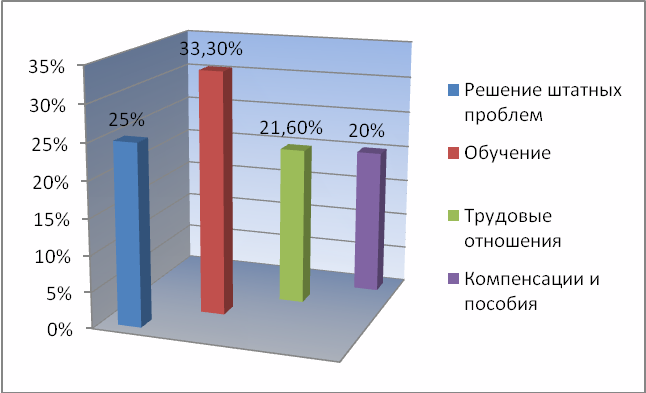 33,30%
35%
30%
25%
20%
15%
10%
5%
0%
25%
21,60%
20%
Решение штатных
проблем
Обучение
Трудовые
отношения
Компенсации и
пособия